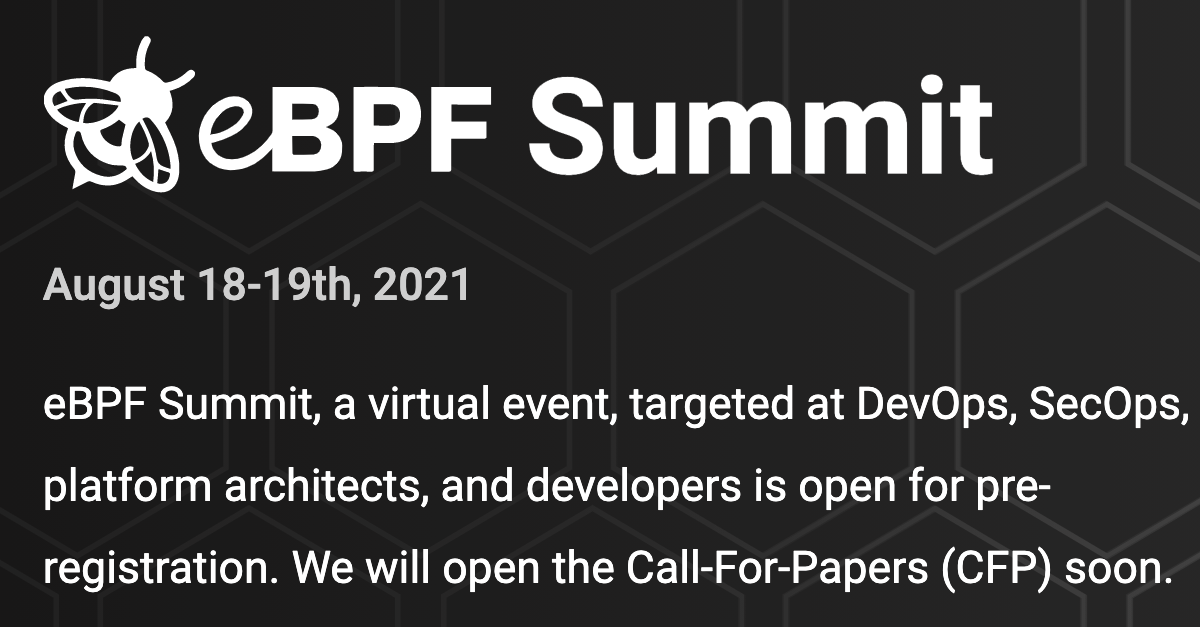 eBPF Summit
August 18-19th, 2021
eBPF Summit, a virtual event, targeted at DevOps, SecOps,
platform architects, and developers is open for pre-
registration. We will open the Call-For-Papers (CFP) soon.